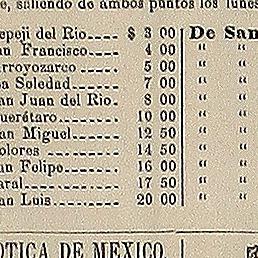 , saliendo de ambos puntos los lunes
epeji del Rio---- $ 3 00 De San
an Francisco---- 4 00 " "
rroyozarco---- 5 00 " "
a Soledad---- 7 00 " "
an Juan del Rio. 8 00 " "
uerétaro---- 10 00 " "
an Miguel---- 12 50 " "
olores---- 14 50 " "
an Felipe---- 16 00 " "
aral---- 17 50 " "
an Luis---- 20 00 " "
OTICA DE MEXICO.